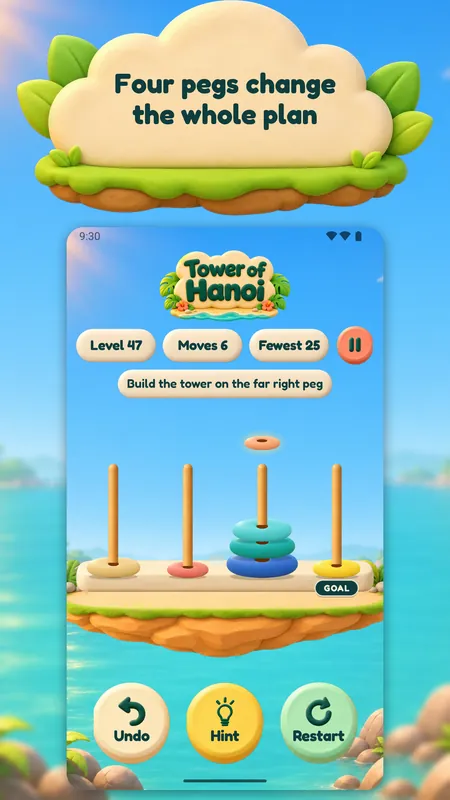 Four pegs change
the whole plan
9:30
Tower of
Hanoi
Level 47
Moves 6
Fewest 25
Build the tower on the far right peg
GOAL
Undo
Hint
Restart